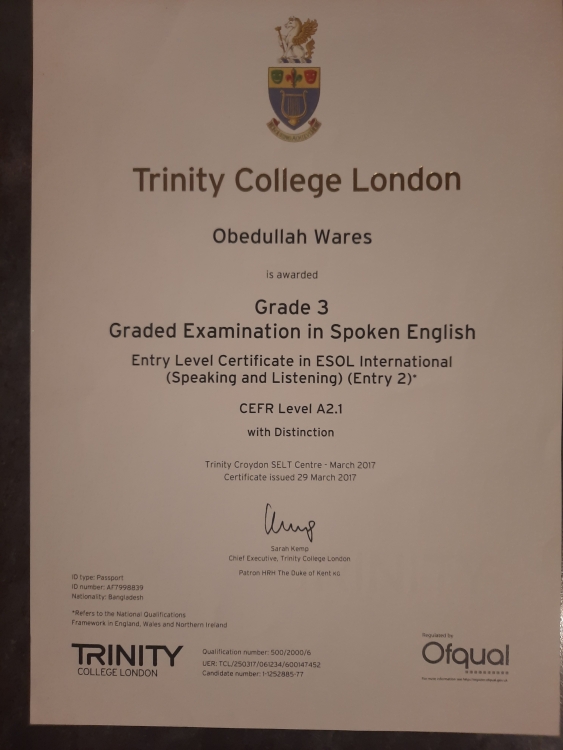 Trinity College London
Obedullah Wares
is awarded
Grade 3
Graded Examination in Spoken English
Entry Level Certificate in ESOL International
(Speaking and Listening) (Entry 2)*
CEFR Level A2.1
with Distinction
Trinity Croydon SELT Centre - March 2017
Certificate issued 29 March 2017
Sarah Kemp
Chief Executive, Trinity College London
Patron HRH The Duke of Kent KG
ID type: Passport
ID number: AF7998839
Nationality: Bangladesh
*Refers to the National Qualifications
Framework in England, Wales and Northern Ireland
TRINITY
COLLEGE LONDON
Qualification number: 500/2000/6
UER: TCL/250317/061234/600147452
Candidate number: 1-1252885-77
Regulated by
Ofqual